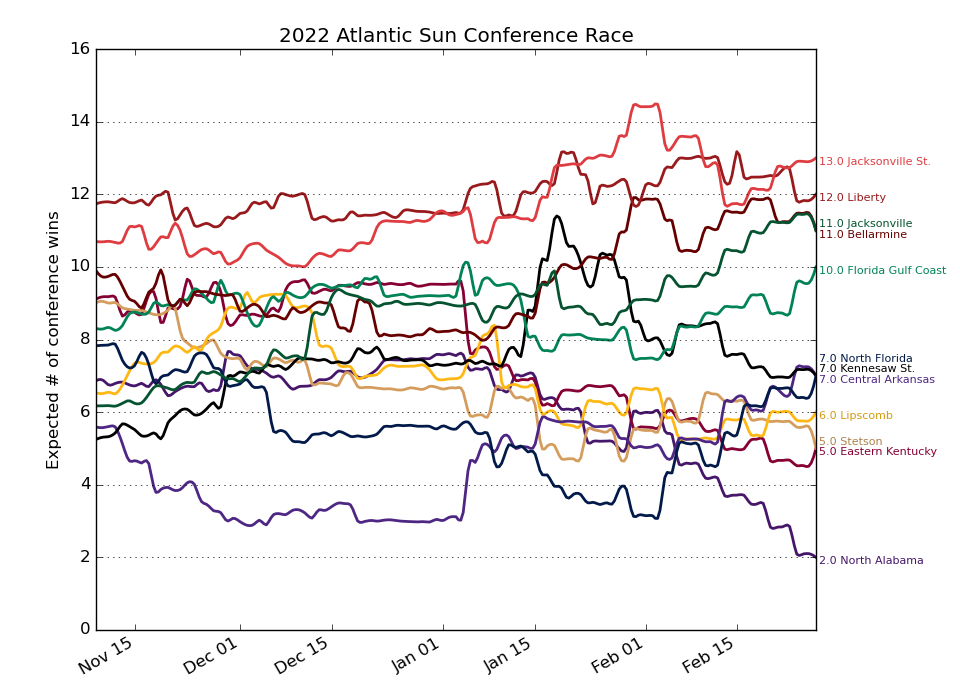 2022 Atlantic Sun Conference Race
Expected # of conference wins
16
14
12
10
8
6
4
2
0
13.0 Jacksonville St.
12.0 Liberty
11.0 Jacksonville
11.0 Bellarmine
10.0 Florida Gulf Coast
7.0 North Florida
7.0 Kennesaw St.
7.0 Central Arkansas
6.0 Lipscomb
5.0 Stetson
5.0 Eastern Kentucky
2.0 North Alabama
Nov 15
Dec 01
Dec 15
Jan 01
Jan 15
Feb 01
Feb 15